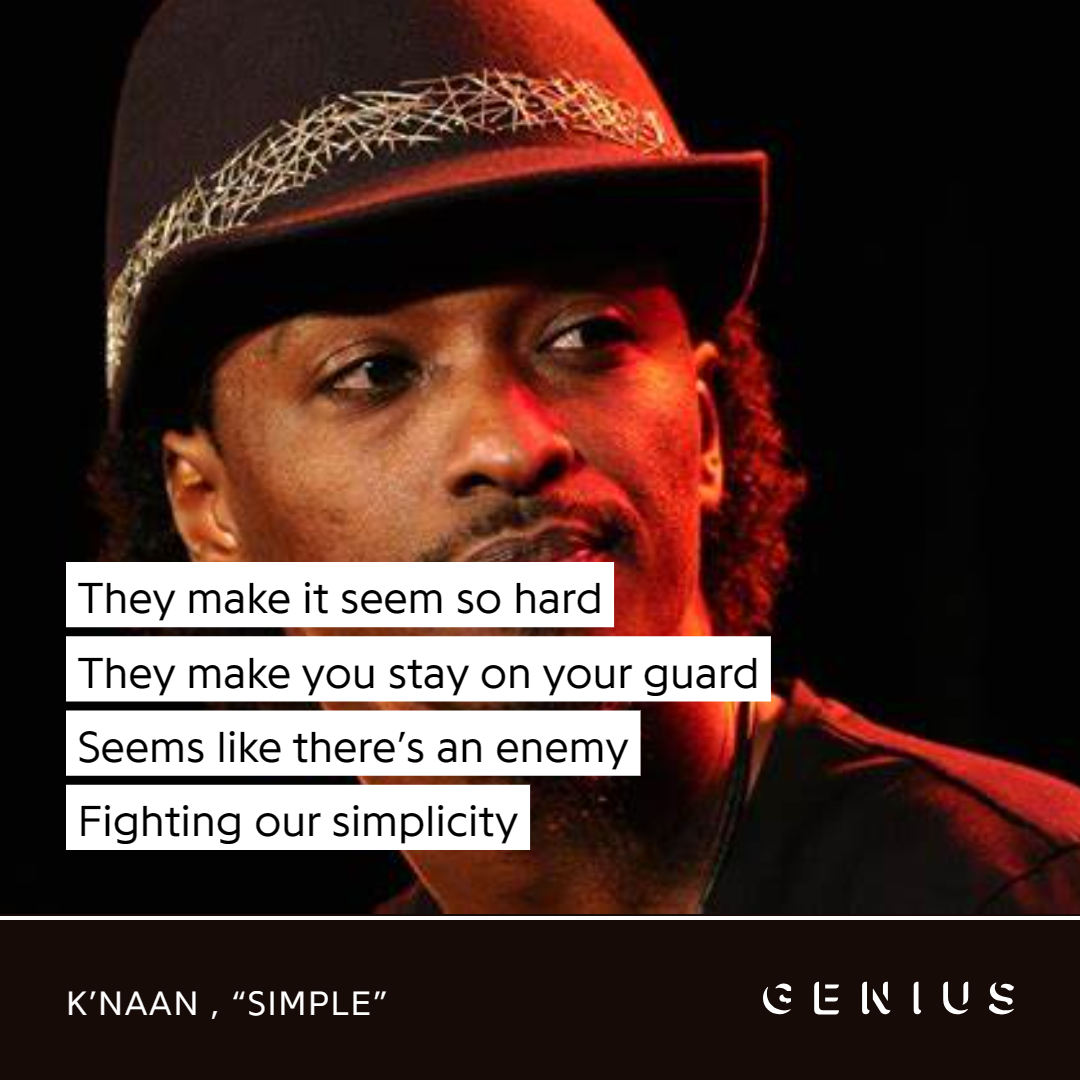 They make it seem so hard
They make you stay on your guard
Seems like there’s an enemy
Fighting our simplicity
K’NAAN , “SIMPLE”
GENIUS